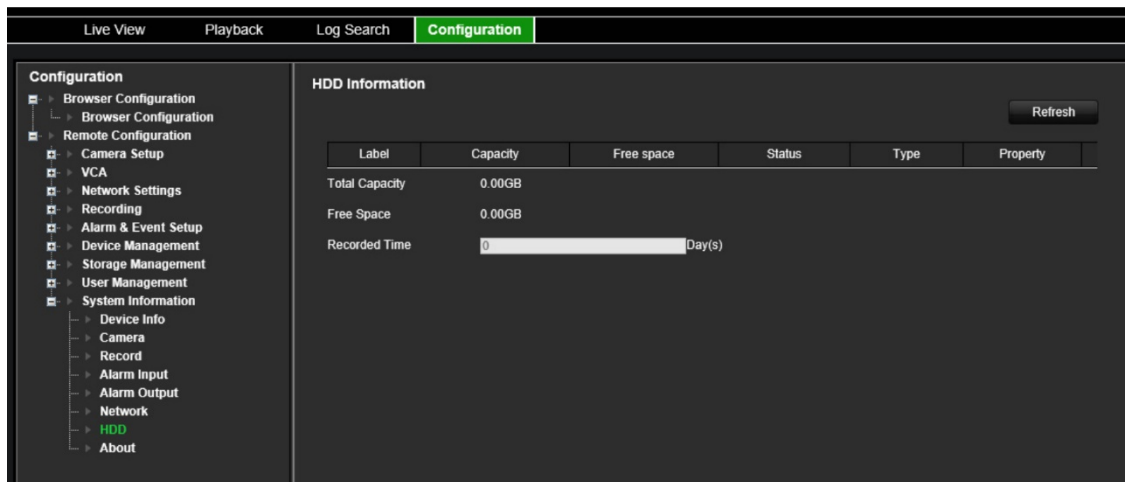 Live View Playback Log Search Configuration
Configuration
Browser Configuration
Browser Configuration
Remote Configuration
Camera Setup
VCA
Network Settings
Recording
Alarm & Event Setup
Device Management
Storage Management
User Management
System Information
Device Info
Camera
Record
Alarm Input
Alarm Output
Network
HDD
About
HDD Information
Refresh
Label Capacity Free space Status Type Property
Total Capacity 0.00GB
Free Space 0.00GB
Recorded Time 0 Day(s)